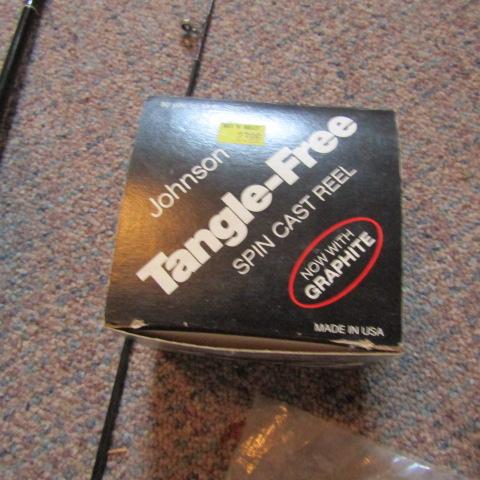 Johnson
Tangle-Free
SPIN CAST REEL
NOW WITH
GRAPHITE
MADE IN USA